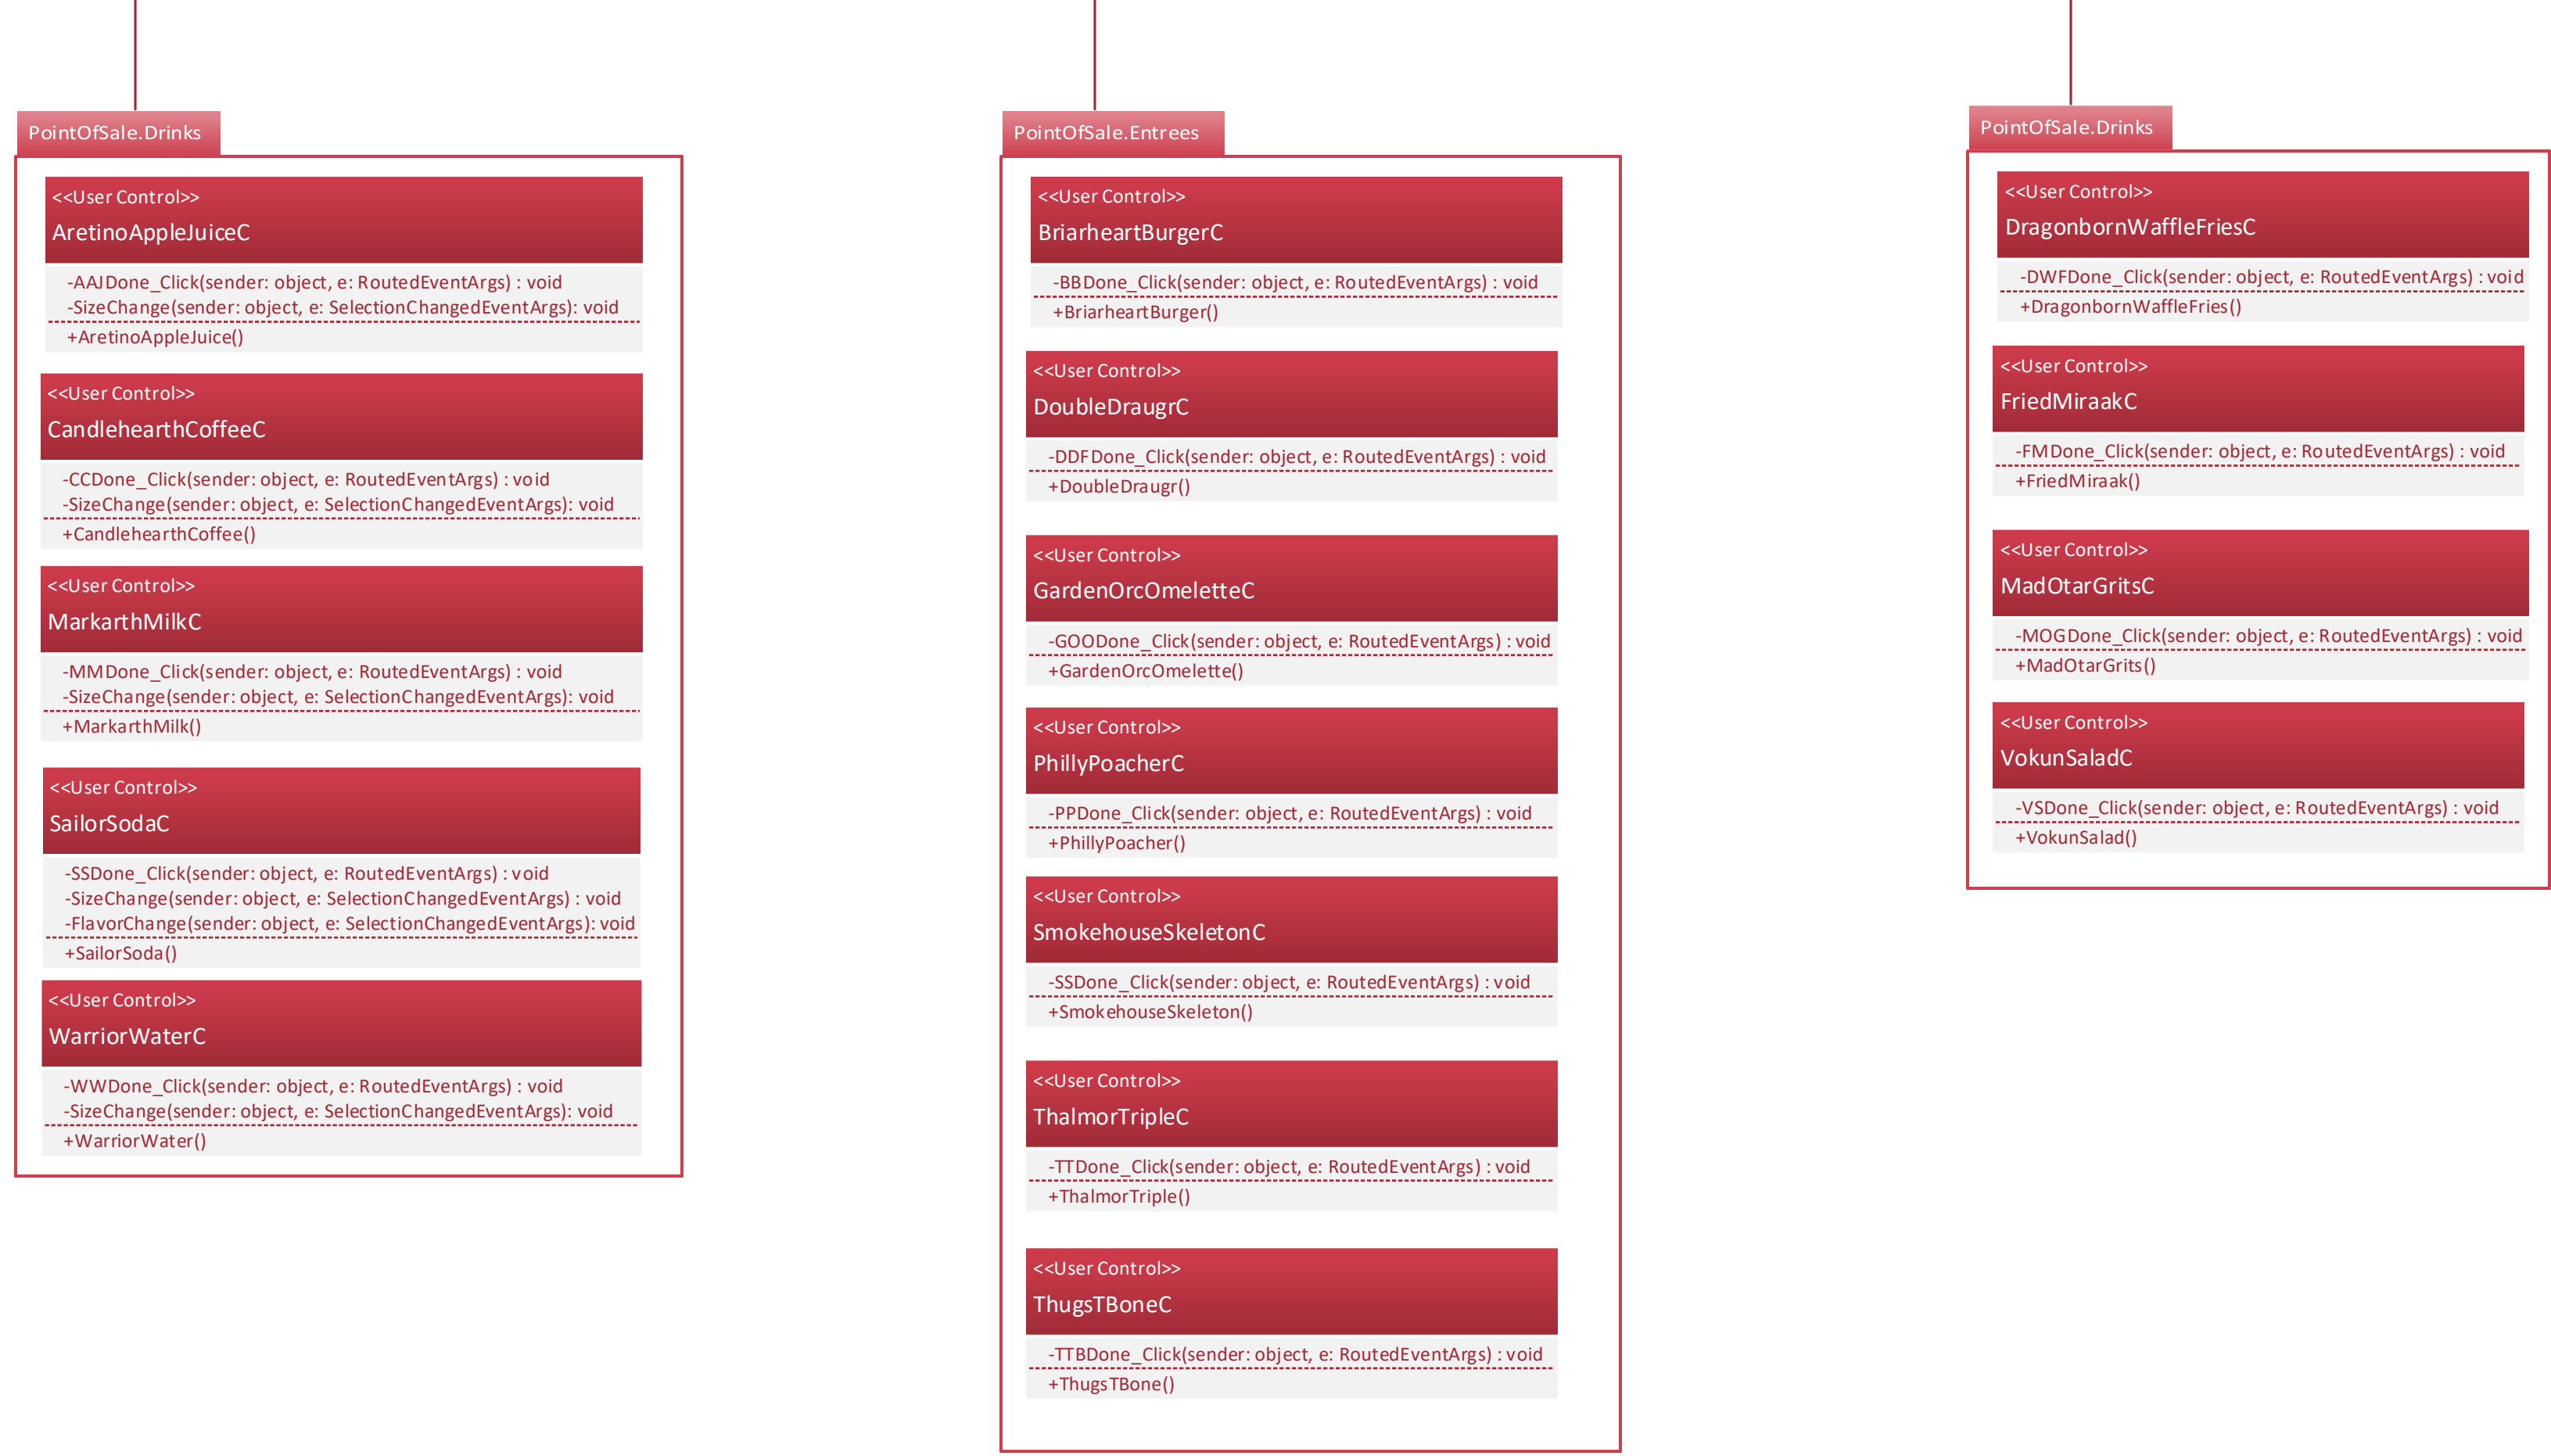 PointOfSale.Drinks
<<User Control>>
AretinoAppleJuiceC
-AAJDone_Click(sender: object, e: RoutedEventArgs) : void
-SizeChange(sender: object, e: SelectionChangedEventArgs): void
+AretinoAppleJuice()
<<User Control>>
CandlehearthCoffeeC
-CCDone_Click(sender: object, e: RoutedEventArgs) : void
-SizeChange(sender: object, e: SelectionChangedEventArgs): void
+CandlehearthCoffee()
<<User Control>>
MarkarthMilkC
-MMDone_Click(sender: object, e: RoutedEventArgs) : void
-SizeChange(sender: object, e: SelectionChangedEventArgs): void
+MarkarthMilk()
<<User Control>>
SailorSodaC
-SSDone_Click(sender: object, e: RoutedEventArgs) : void
-SizeChange(sender: object, e: SelectionChangedEventArgs) : void
-FlavorChange(sender: object, e: SelectionChangedEventArgs): void
+SailorSoda()
<<User Control>>
WarriorWaterC
-WWDone_Click(sender: object, e: RoutedEventArgs) : void
-SizeChange(sender: object, e: SelectionChangedEventArgs): void
+WarriorWater()
PointOfSale.Entrees
<<User Control>>
BriarheartBurgerC
-BBDone_Click(sender: object, e: RoutedEventArgs) : void
+BriarheartBurger()
<<User Control>>
DoubleDraugrC
-DDFDone_Click(sender: object, e: RoutedEventArgs) : void
+DoubleDraugr()
<<User Control>>
GardenOrcOmeletteC
-GOODone_Click(sender: object, e: RoutedEventArgs) : void
+GardenOrcOmelette()
<<User Control>>
PhillyPoacherC
-PPDone_Click(sender: object, e: RoutedEventArgs) : void
+PhillyPoacher()
<<User Control>>
SmokehouseSkeletonC
-SSDone_Click(sender: object, e: RoutedEventArgs) : void
+SmokehouseSkeleton()
<<User Control>>
ThalmorTripleC
-TTDone_Click(sender: object, e: RoutedEventArgs) : void
+ThalmorTriple()
<<User Control>>
ThugsTBoneC
-TTBDone_Click(sender: object, e: RoutedEventArgs) : void
+ThugsTBone()
PointOfSale.Drinks
<<User Control>>
DragonbornWaffleFriesC
-DWFDone_Click(sender: object, e: RoutedEventArgs) : void
+DragonbornWaffleFries()
<<User Control>>
FriedMiraakC
-FMDone_Click(sender: object, e: RoutedEventArgs) : void
+FriedMiraak()
<<User Control>>
MadOtarGritsC
-MOGDone_Click(sender: object, e: RoutedEventArgs) : void
+MadOtarGrits()
<<User Control>>
VokunSaladC
-VSDone_Click(sender: object, e: RoutedEventArgs) : void
+VokunSalad()